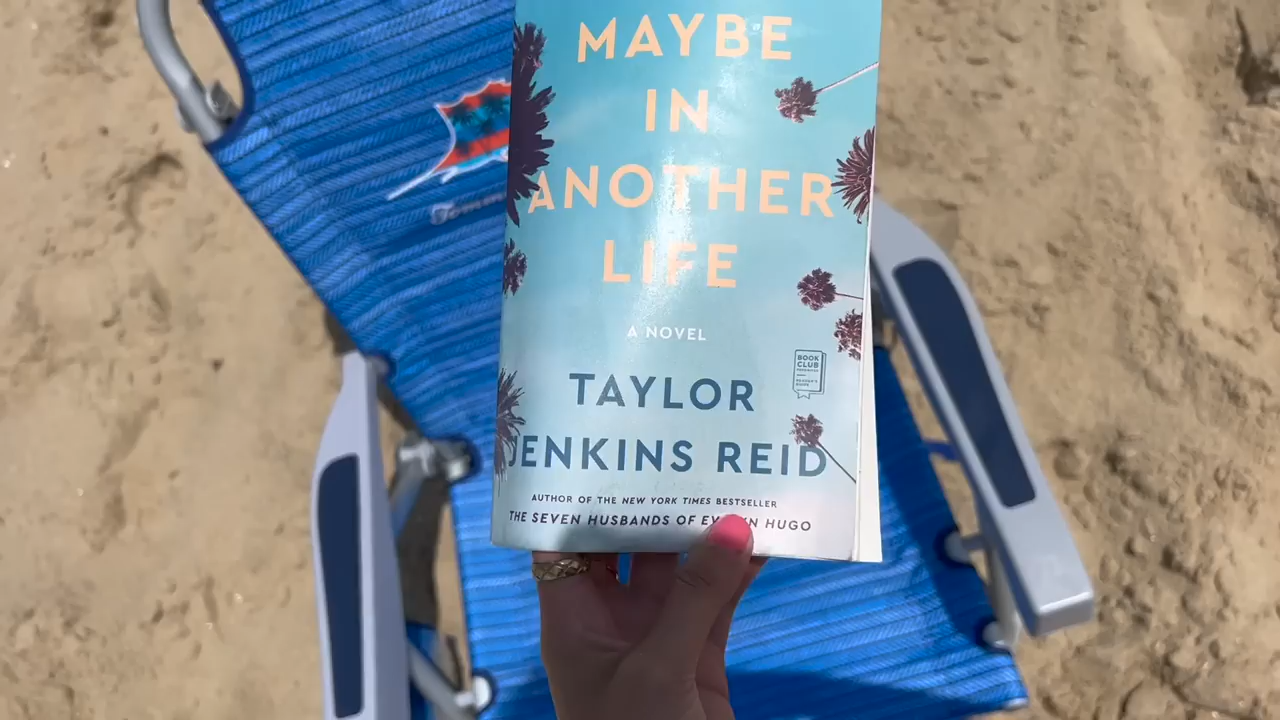 MAYBE
IN
ANOTHER
LIFE
A NOVEL
BOOK
CLUB
TAYLOR
JENKINS REID
AUTHOR OF THE NEW YORK TIMES BESTSELLER
THE SEVEN HUSBANDS OF HUGO